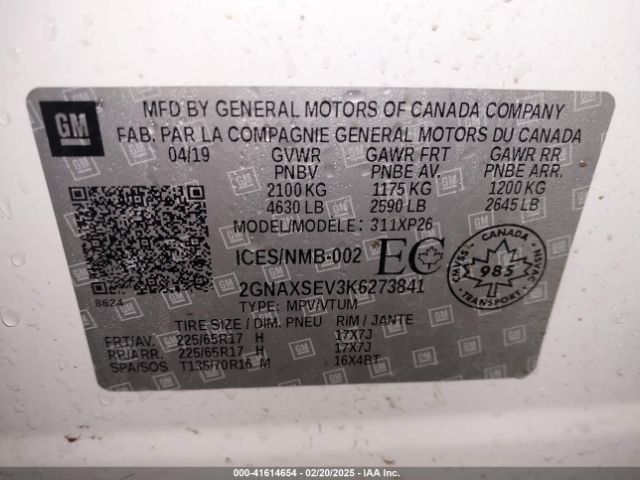 GM
MFD BY GENERAL MOTORS OF CANADA COMPANY
FAB. PAR LA COMPAGNIE GENERAL MOTORS DU CANADA
04/19 GVWR GAWR FRT GAWR RR
PNBV PNBE AV. PNBE ARR.
2100 KG 1175 KG 1200 KG
4630 LB 2590 LB 2645 LB
MODEL/MODELE: 311XP26
ICES/NMB-002 EC
CANADA
985
8624
2GNAXSEV3K6273841
TYPE: MPV/VTUM
TIRE SIZE / DIM. PNEU RIM / JANTE
FRT/AV. 225/65R17 H 17X7J
RR/ARR. 225/65R17 H 17X7J
SPA/SOS T135/70R16 M 16X4BT
000-41614654 | 02/20/2025 | IAA Inc.